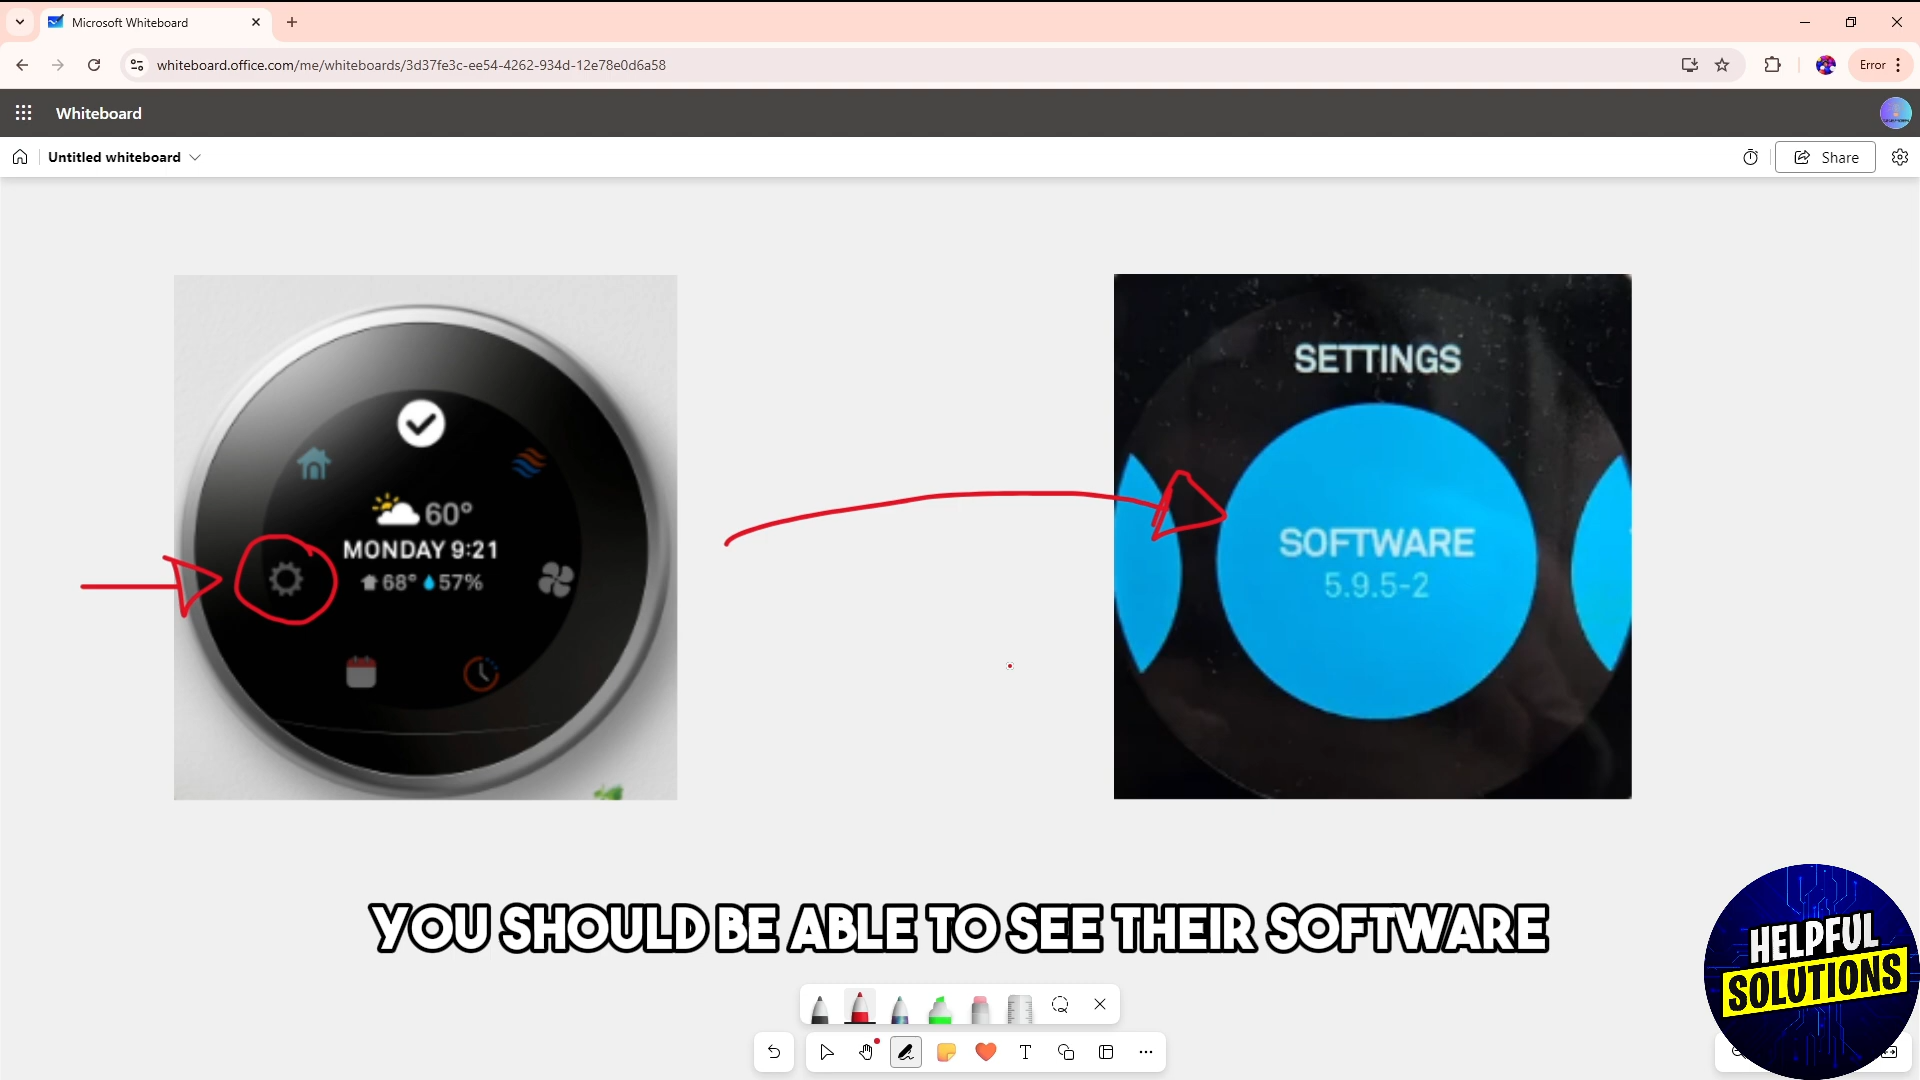 Microsoft Whiteboard
whiteboard.office.com/me/whiteboards/3d37fe3c-ee54-4262-934d-12e78e0d6a58
Error
Whiteboard
Untitled whiteboard
Share
60°
MONDAY 9:21
68° 57%
SETTINGS
SOFTWARE
5.9.5-2
YOU SHOULD BE ABLE TO SEE THEIR SOFTWARE
HELPFUL
SOLUTIONS